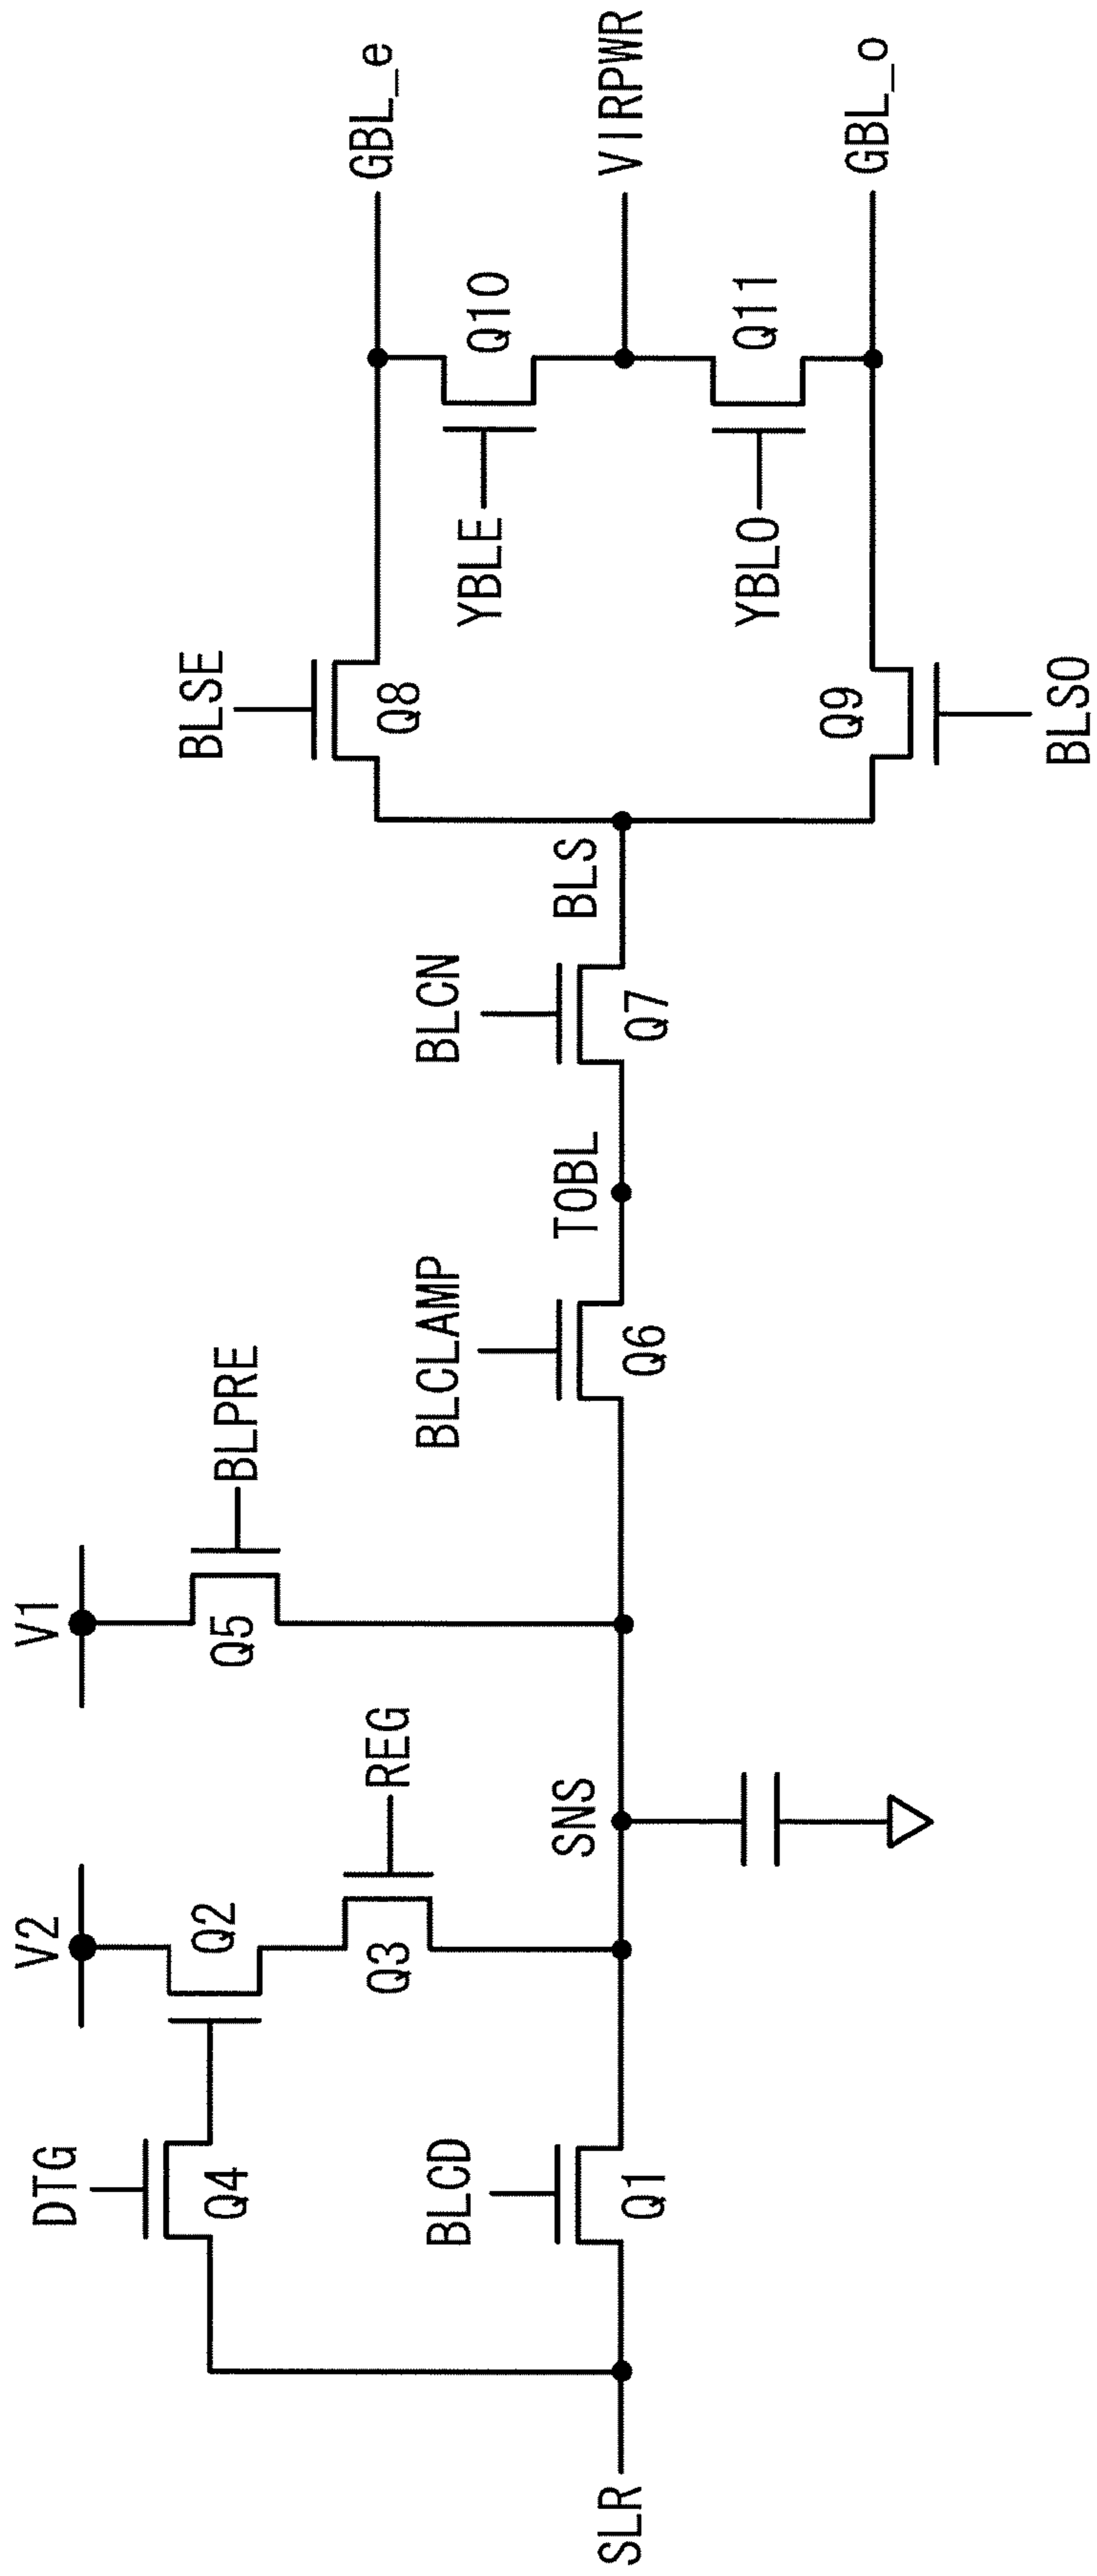 V2
V1
DTG
Q4
Q2
REG
Q3
BLPRE
Q5
BLSE
Q8
GBL_e
BLCD
Q1
SNS
BLCLAMP
Q6
TOBL
BLCN
Q7
BLS
YBLE
Q10
VIRPWR
SLR
YBLO
Q11
Q9
BLSO
GBL_o